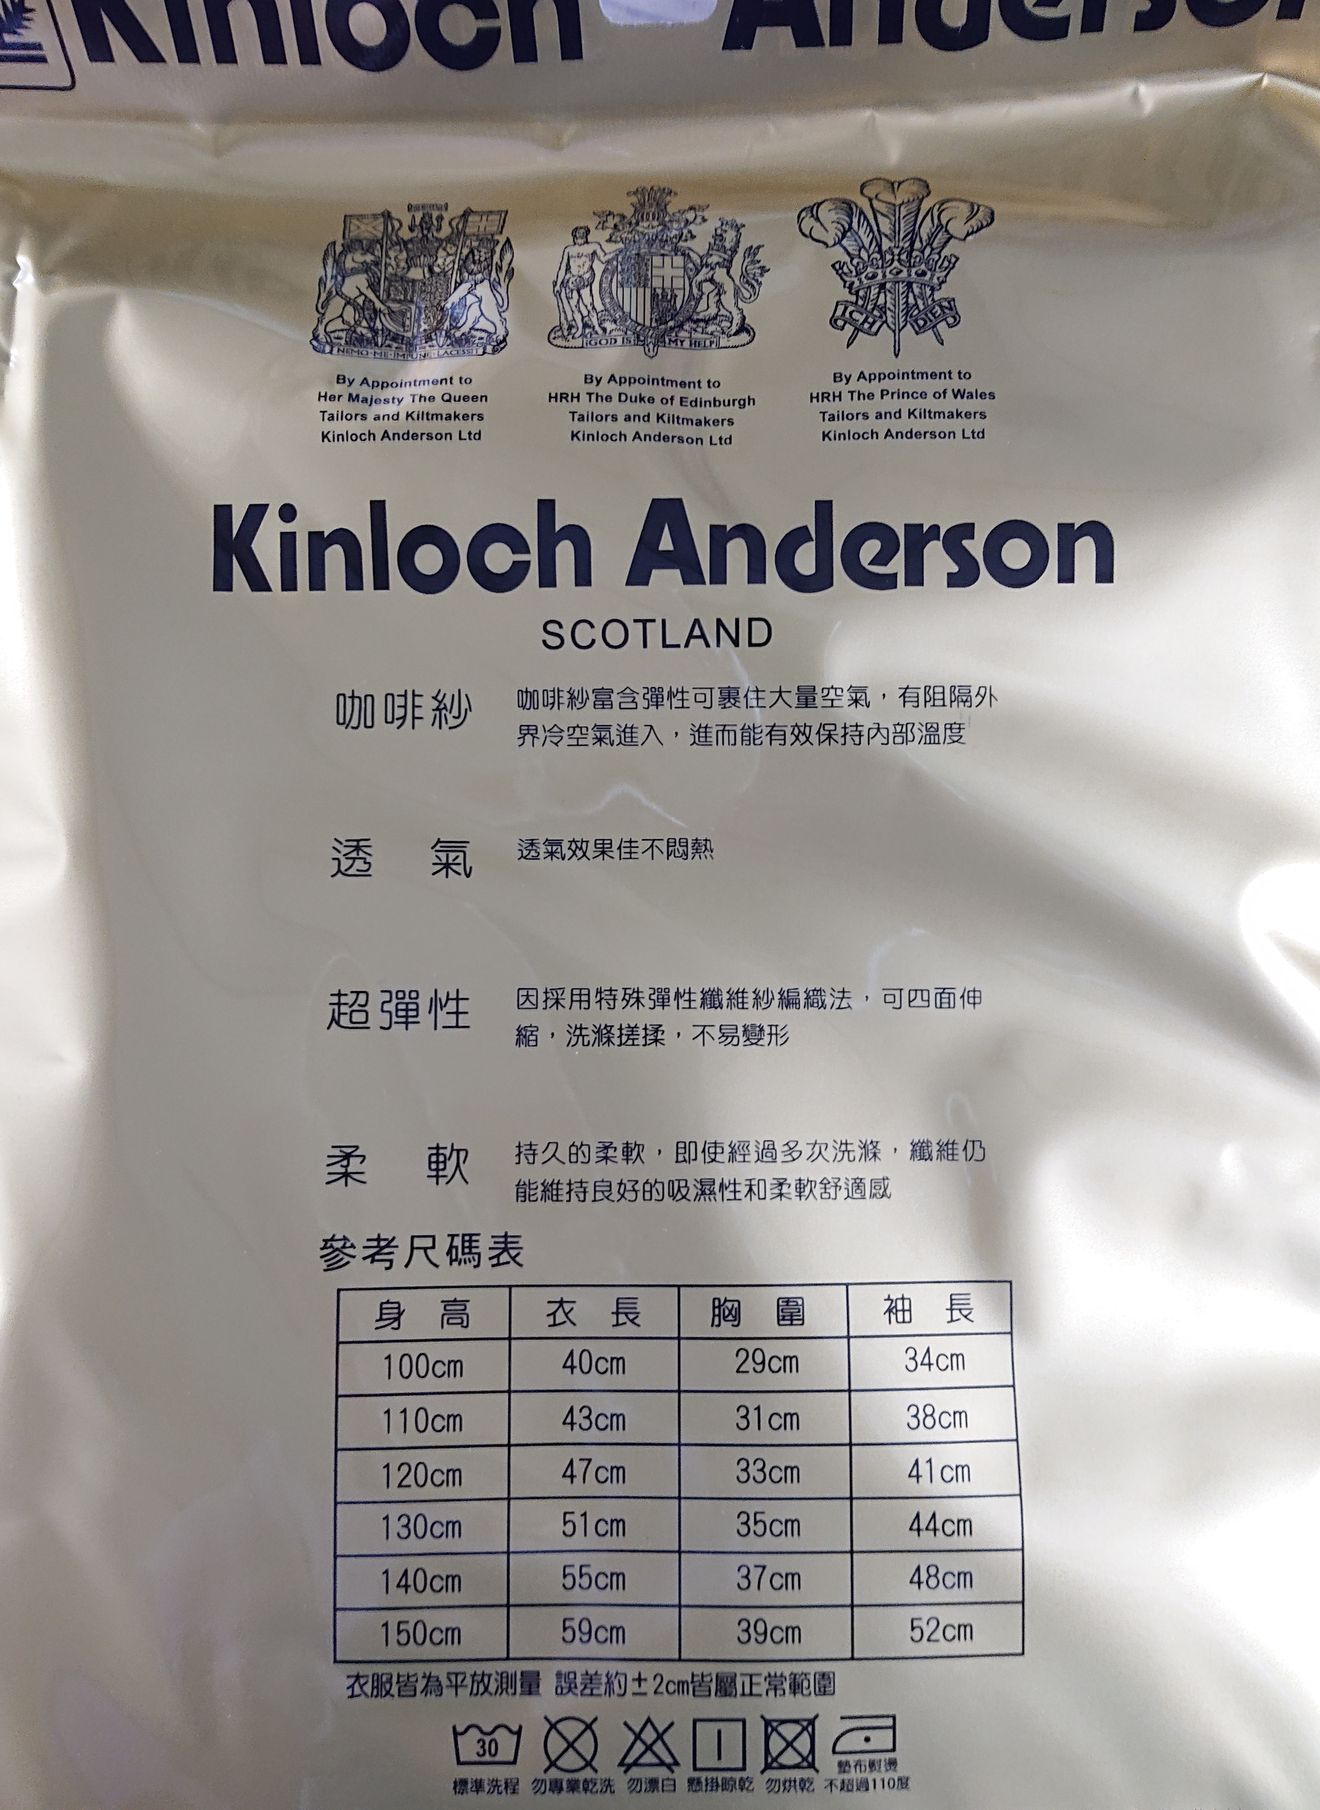 Kinloch Anderson
By Appointment to
Her Majesty The Queen
Tailors and Kiltmakers
Kinloch Anderson Ltd
GOD IS MY HELP
By Appointment to
HRH The Duke of Edinburgh
Tailors and Kiltmakers
Kinloch Anderson Ltd
ICH DIEN
By Appointment to
HRH The Prince of Wales
Tailors and Kiltmakers
Kinloch Anderson Ltd
Kinloch Anderson
SCOTLAND
咖啡紗
咖啡紗富含彈性可裹住大量空氣，有阻隔外
界冷空氣進入，進而能有效保持內部溫度
透 氣
透氣效果佳不悶熱
超彈性
因採用特殊彈性纖維紗編織法，可四面伸
縮，洗滌搓揉，不易變形
柔 軟
持久的柔軟，即使經過多次洗滌，纖維仍
能維持良好的吸濕性和柔軟舒適感
參考尺碼表
身 高 衣 長 胸 圍 袖 長
100cm 40cm 29cm 34cm
110cm 43cm 31cm 38cm
120cm 47cm 33cm 41cm
130cm 51cm 35cm 44cm
140cm 55cm 37cm 48cm
150cm 59cm 39cm 52cm
衣服皆為平放測量 誤差約±2cm皆屬正常範圍
30
標準洗程 勿專業乾洗 勿漂白 懸掛晾乾 勿烘乾 墊布熨燙
不超過110度